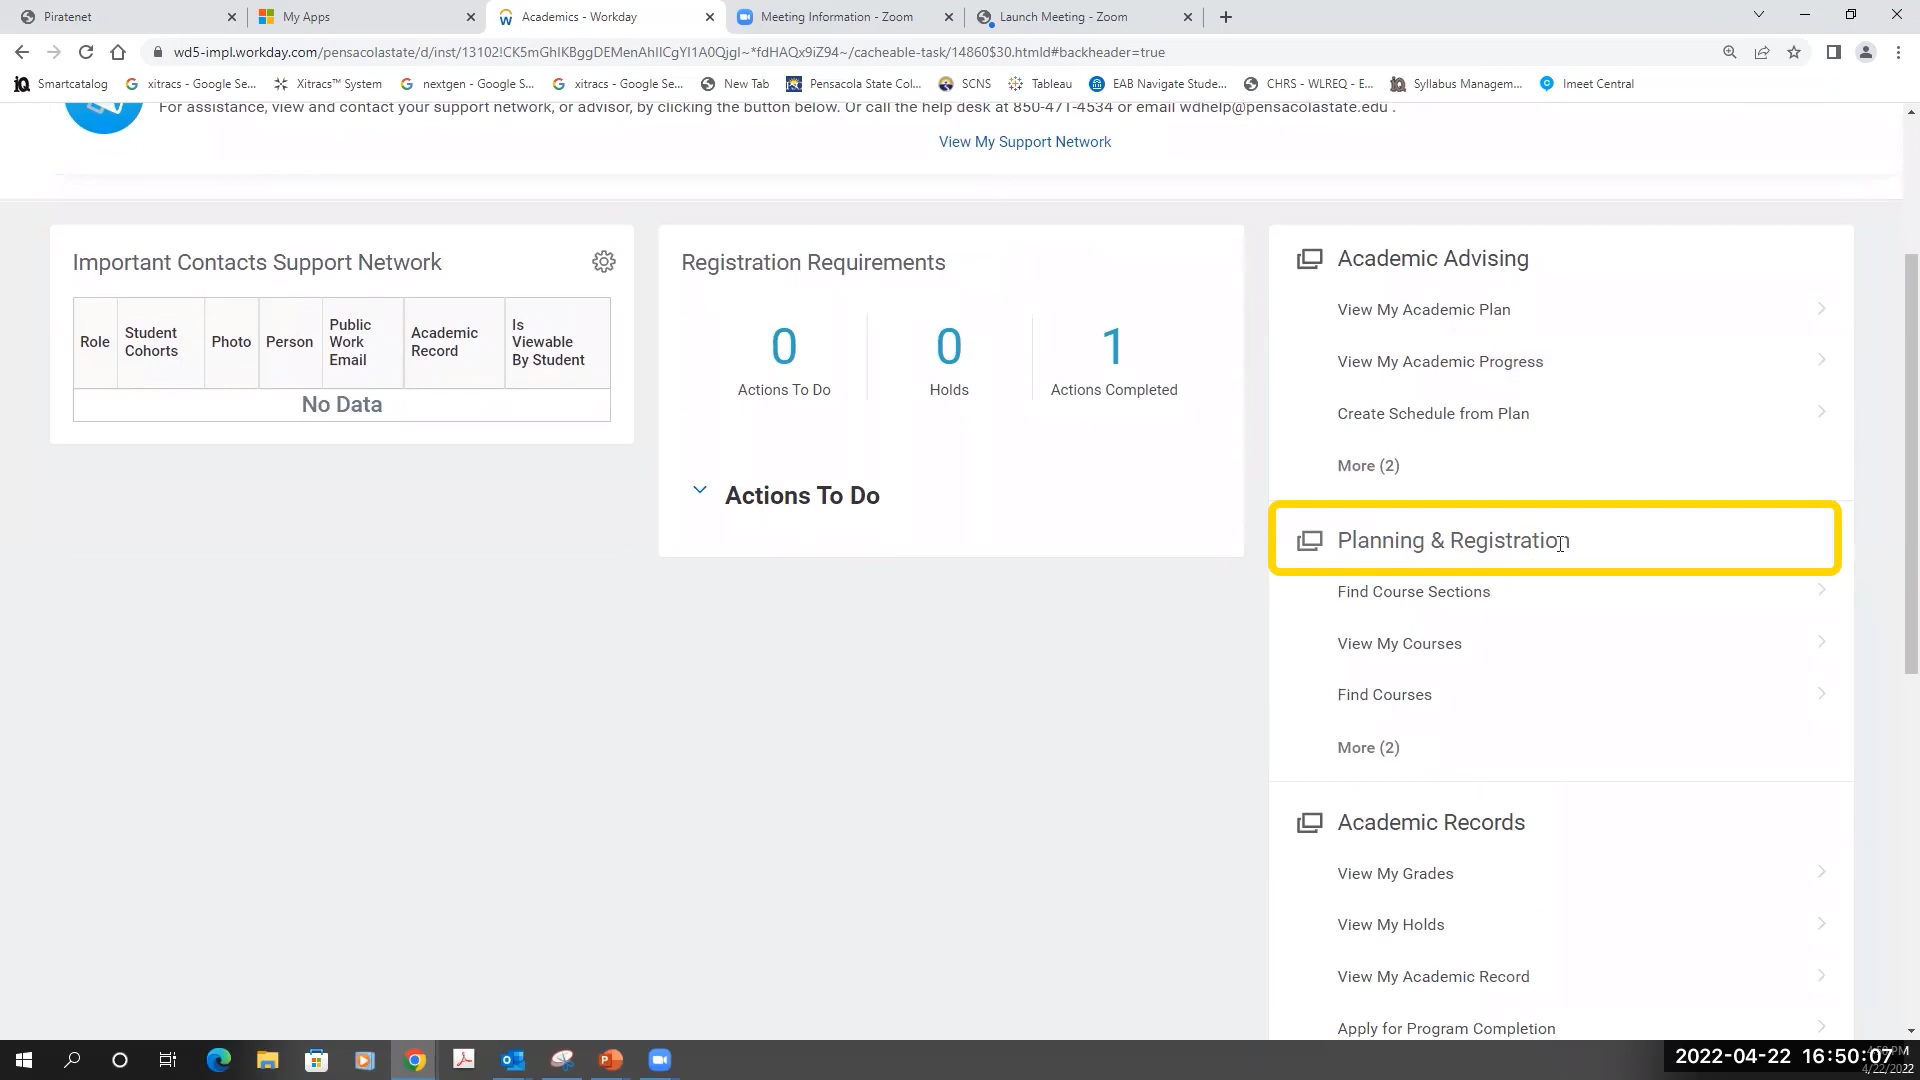 Piratenet
My Apps
Academics - Workday
Meeting Information - Zoom
Launch Meeting - Zoom
wd5-impl.workday.com/pensacolastate/d/inst/13102!CK5mGhIKBggDEMenAhIICgYI1A0QjgI~*fdHAQx9iZ94~/cacheable-task/14860$30.htmld#backheader=true
Smartcatalog
xitracs - Google Se...
Xitracs™ System
nextgen - Google S...
xitracs - Google Se...
New Tab
Pensacola State Col...
SCNS
Tableau
EAB Navigate Stude...
CHRS - WLREQ - E...
Syllabus Managem...
Imeet Central
For assistance, view and contact your support network, or advisor, by clicking the button below. Or call the help desk at 850-471-4534 or email wdhelp@pensacolastate.edu .
View My Support Network
Important Contacts Support Network
Role
Student Cohorts
Photo
Person
Public Work Email
Academic Record
Is Viewable By Student
No Data
Registration Requirements
0
Actions To Do
0
Holds
1
Actions Completed
Actions To Do
Academic Advising
View My Academic Plan
View My Academic Progress
Create Schedule from Plan
More (2)
Planning & Registration
Find Course Sections
View My Courses
Find Courses
More (2)
Academic Records
View My Grades
View My Holds
View My Academic Record
Apply for Program Completion
2022-04-22 16:50:07
4/22/2022